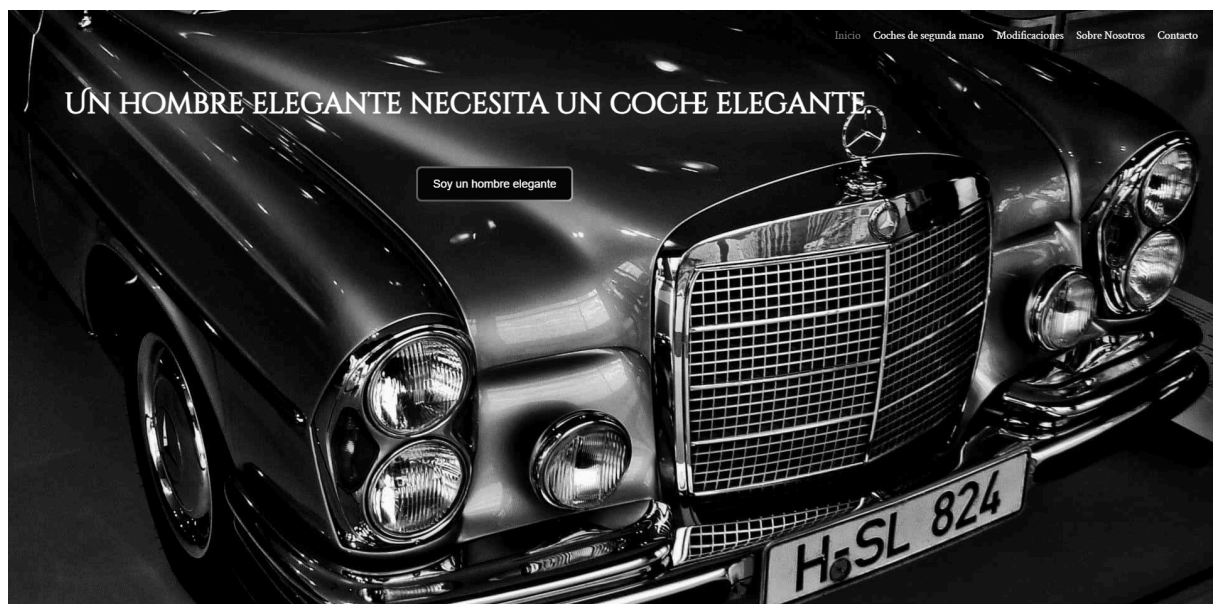 Inicio Coches de segunda mano Modificaciones Sobre Nosotros Contacto
Un hombre elegante necesita un coche elegante.
Soy un hombre elegante
H-SL 824